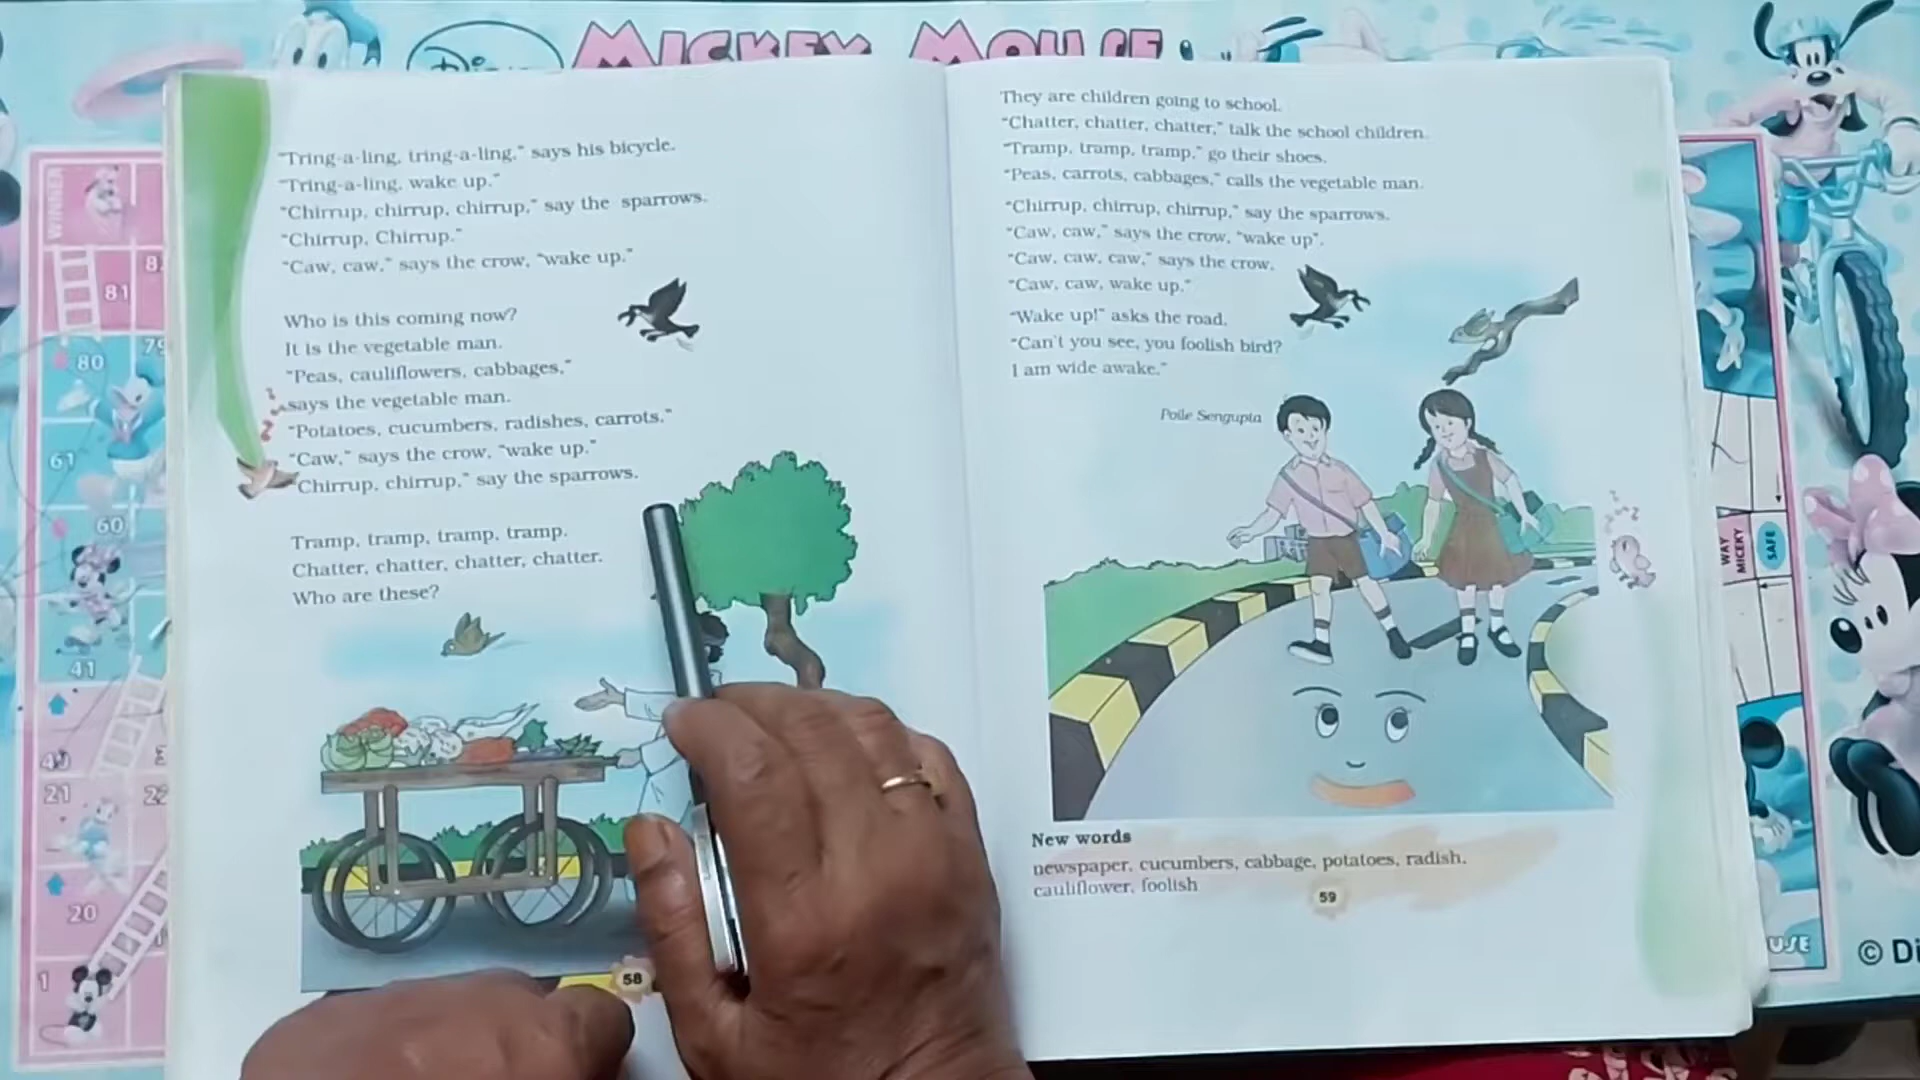 MICKEY MOUSE
"Tring-a-ling, tring-a-ling," says his bicycle.
"Tring-a-ling, wake up."
"Chirrup, chirrup, chirrup," say the sparrows.
"Chirrup, Chirrup."
"Caw, caw," says the crow, "wake up."
Who is this coming now?
It is the vegetable man.
"Peas, cauliflowers, cabbages,"
says the vegetable man.
"Potatoes, cucumbers, radishes, carrots."
"Caw," says the crow, "wake up."
"Chirrup, chirrup," say the sparrows.
Tramp, tramp, tramp, tramp.
Chatter, chatter, chatter, chatter.
Who are these?
58
They are children going to school.
"Chatter, chatter, chatter," talk the school children.
"Tramp, tramp, tramp," go their shoes.
"Peas, carrots, cabbages," calls the vegetable man.
"Chirrup, chirrup, chirrup," say the sparrows.
"Caw, caw," says the crow, "wake up".
"Caw, caw, caw," says the crow,
"Caw, caw, wake up."
"Wake up!" asks the road,
"Can't you see, you foolish bird?
I am wide awake."
Poile Sengupta
New words
newspaper, cucumbers, cabbage, potatoes, radish,
cauliflower, foolish
59
WINNER
81
80
79
61
60
41
40
21
22
20
1
WAY
MICEKY
SAFE
USE
© Di